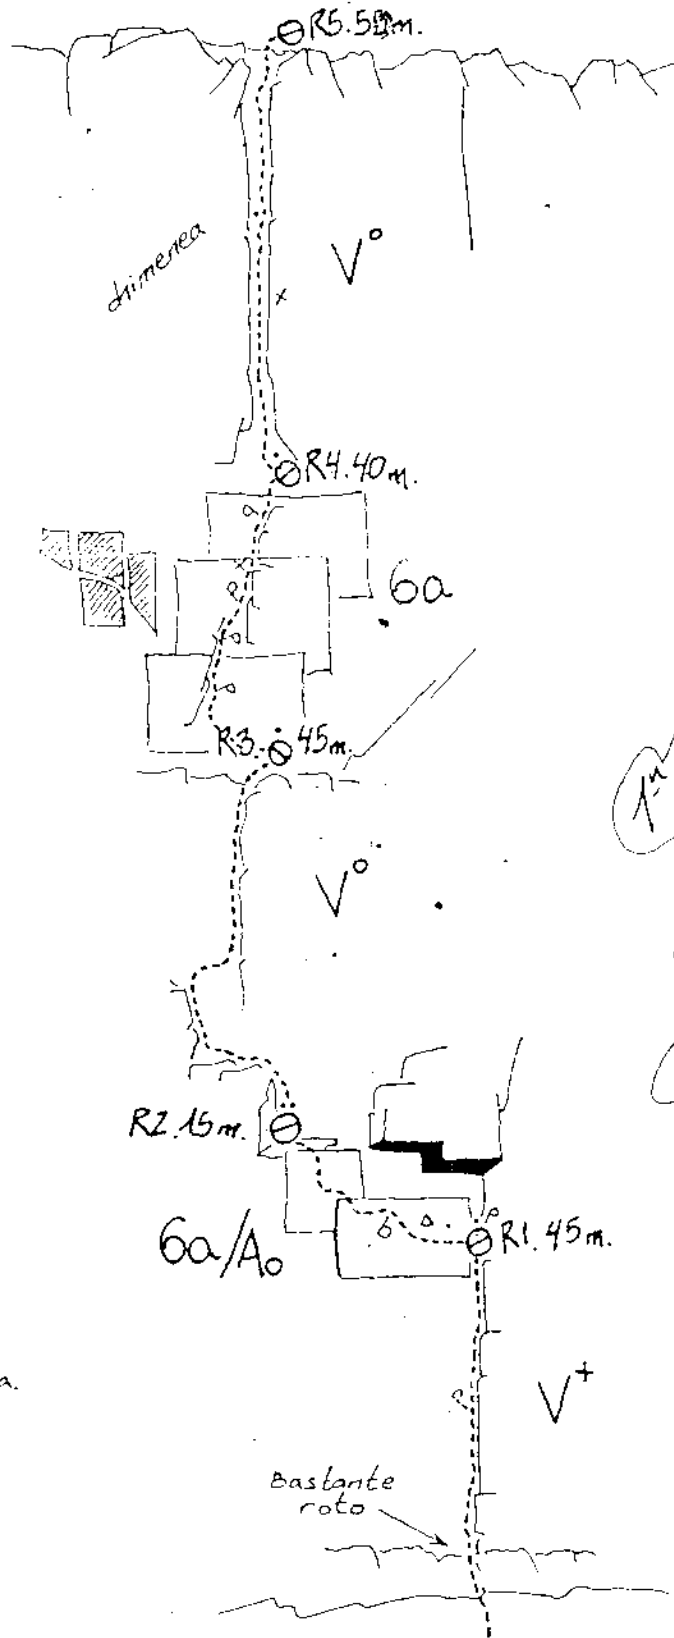 R5.50m.
chimenea
V°
R4.40m.
6a
R3. 45m.
V°
R2.15m.
6a/A₀
R1.45m.
V⁺
Bastante
roto
a.